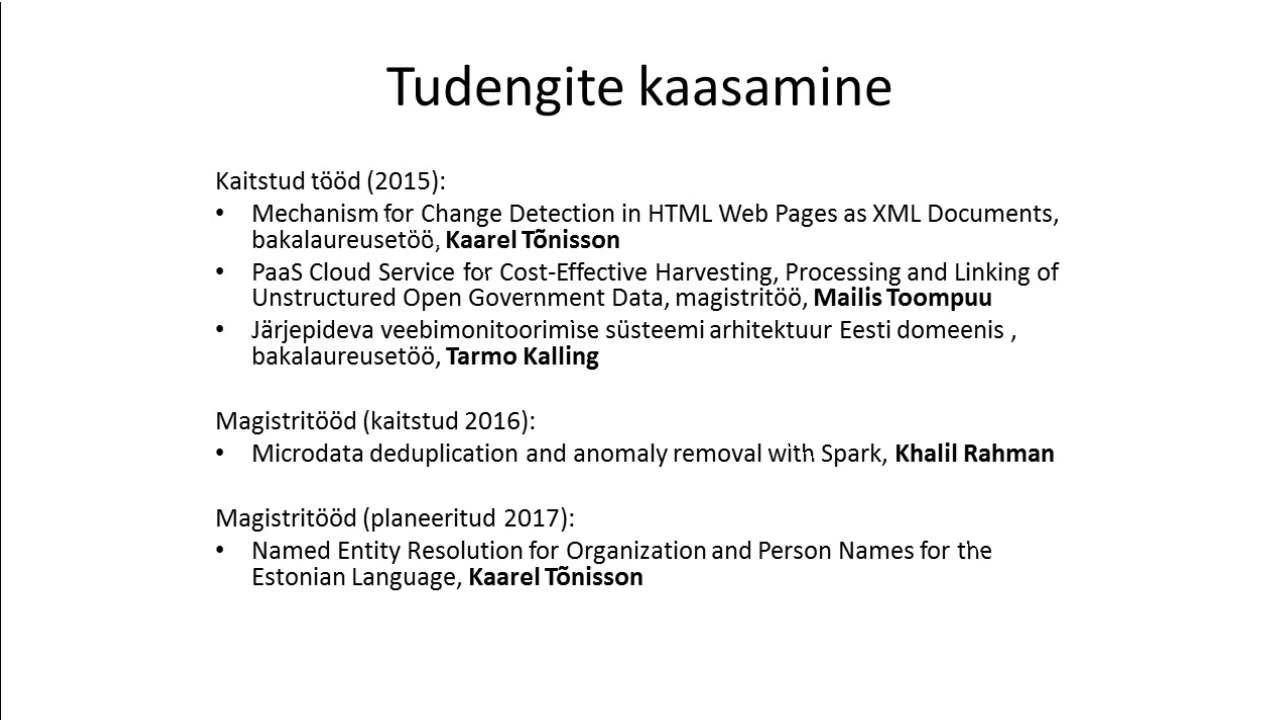 Tudengite kaasamine
Kaitstud tööd (2015):
• Mechanism for Change Detection in HTML Web Pages as XML Documents,
bakalaureusetöö, Kaarel Tõnisson
• PaaS Cloud Service for Cost-Effective Harvesting, Processing and Linking of
Unstructured Open Government Data, magistritöö, Mailis Toompuu
• Järjepideva veebimonitoorimise süsteemi arhitektuur Eesti domeenis ,
bakalaureusetöö, Tarmo Kalling
Magistritööd (kaitstud 2016):
• Microdata deduplication and anomaly removal with Spark, Khalil Rahman
Magistritööd (planeeritud 2017):
• Named Entity Resolution for Organization and Person Names for the
Estonian Language, Kaarel Tõnisson